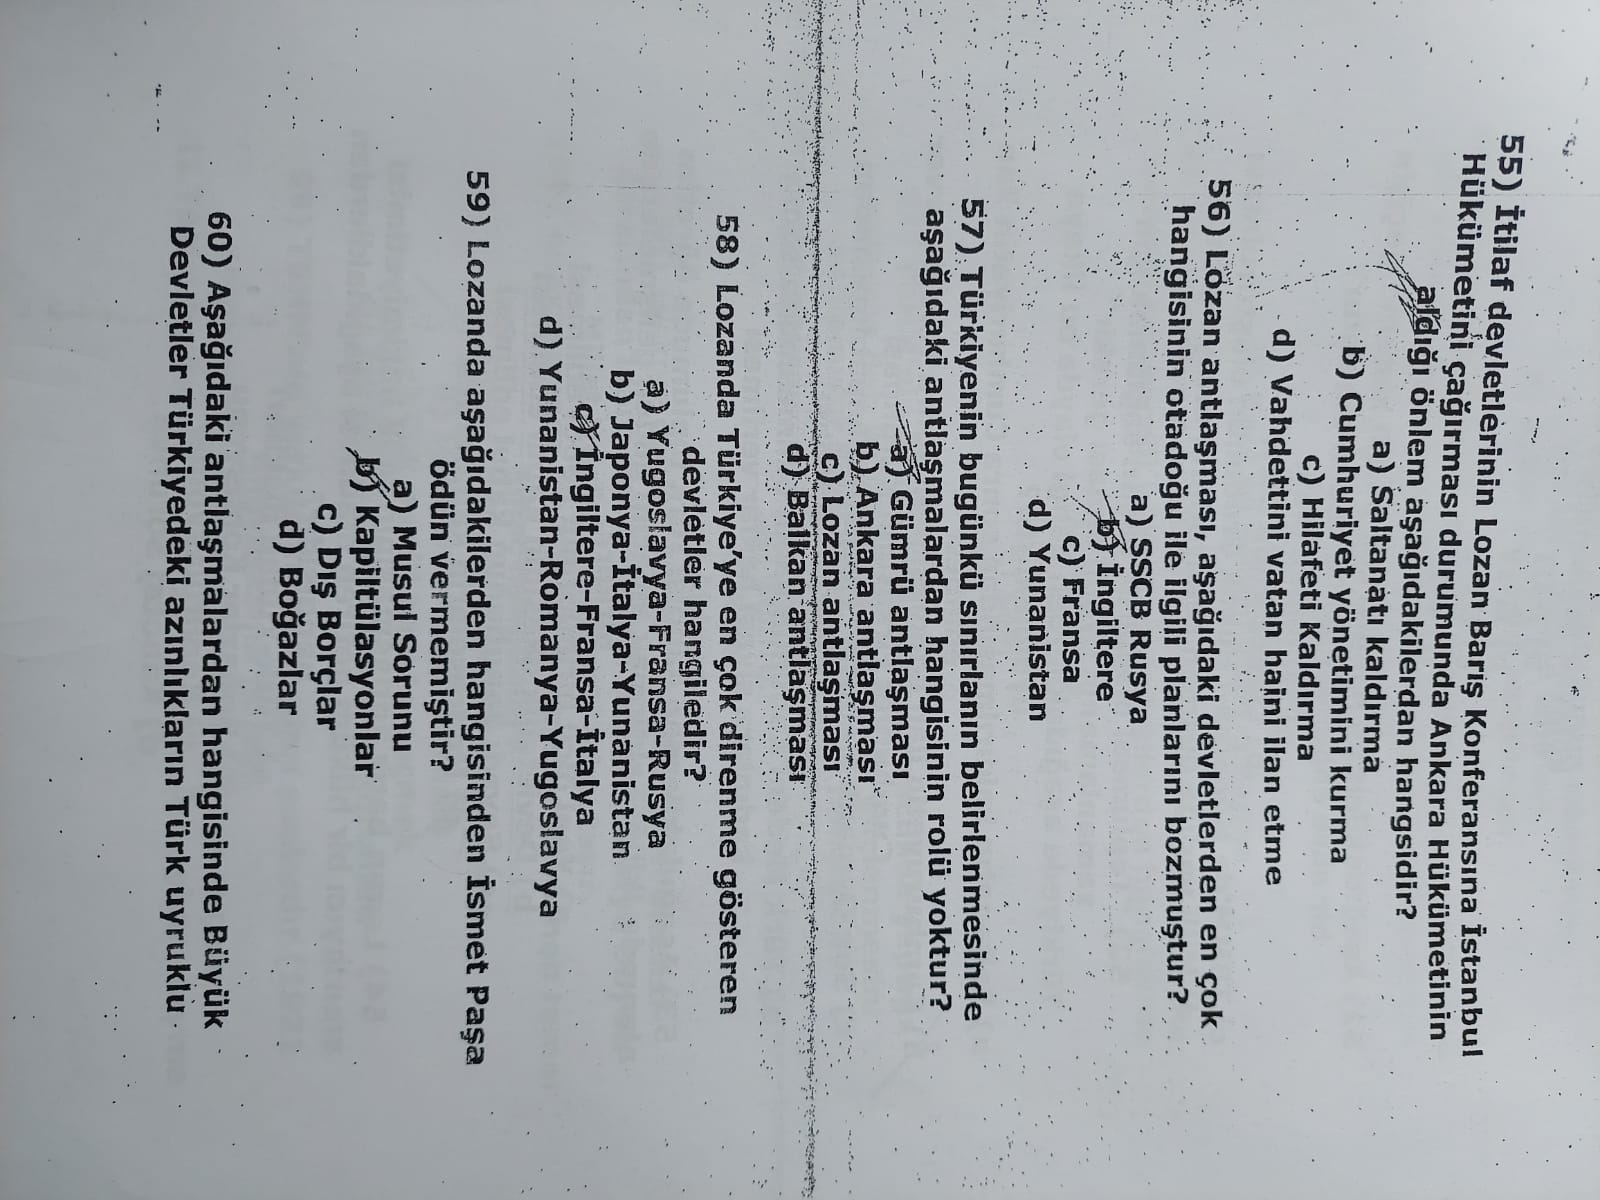 55) İtilaf devletlerinin Lozan Barış Konferansına İstanbul
Hükümetini çağırması durumunda Ankara Hükümetinin
aldığı önlem aşağıdakilerdan hangsidir?
a) Saltanatı kaldırma
b) Cumhuriyet yönetimini kurma
c) Hilafeti Kaldırma
d) Vahdettini vatan haini ilan etme
56) Lozan antlaşması, aşağıdaki devletlerden en çok
hangisinin otadoğu ile ilgili planlarını bozmuştur?
a) SSCB Rusya
b) İngiltere
c) Fransa
d) Yunanistan
57) Türkiyenin bugünkü sınırlanın belirlenmesinde
aşağıdaki antlaşmalardan hangisinin rolü yoktur?
a) Gümrü antlaşması
b) Ankara antlaşması
c) Lozan antlaşması
d) Balkan antlaşması
58) Lozanda Türkiye’ye en çok direnme gösteren
devletler hangiledir?
a) Yugoslavya-Fransa-Rusya
b) Japonya-İtalya-Yunanistan
c) İngiltere-Fransa-İtalya
d) Yunanistan-Romanya-Yugoslavya
59) Lozanda aşağıdakilerden hangisinden İsmet Paşa
ödün vermemiştir?
a) Musul Sorunu
b) Kapiltülasyonlar
c) Dış Borçlar
d) Boğazlar
60) Aşağıdaki antlaşmalardan hangisinde Büyük
Devletler Türkiyedeki azınlıkların Türk uyruklu